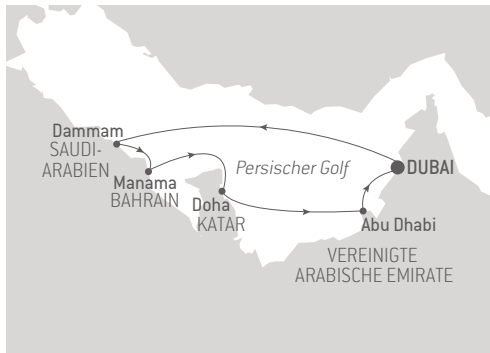 Dammam
SAUDI-
ARABIEN
Manama
BAHRAIN
Doha
KATAR
Persischer Golf
DUBAI
Abu Dhabi
VEREINIGTE
ARABISCHE EMIRATE